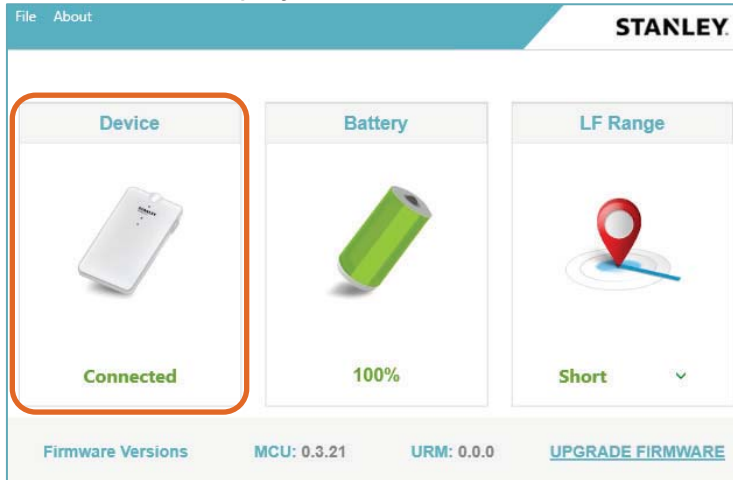 File About
STANLEY.
Device Battery LF Range
Connected 100% Short
Firmware Versions MCU: 0.3.21 URM: 0.0.0 UPGRADE FIRMWARE